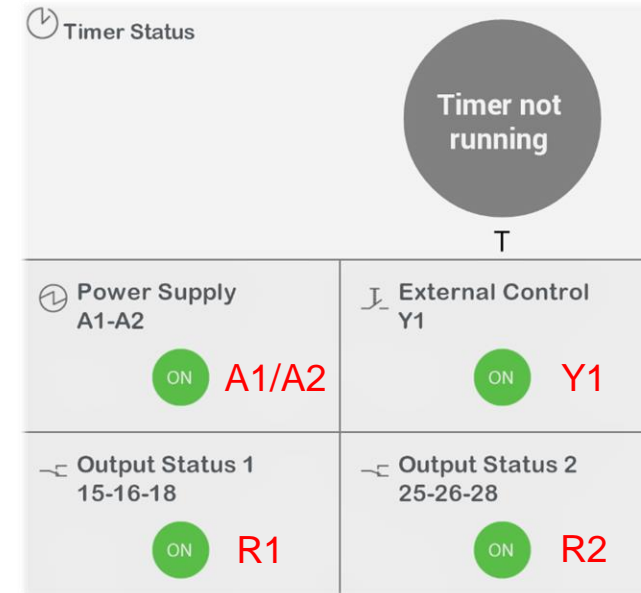 Timer Status
Timer not
running
T
Power Supply
A1-A2
ON
A1/A2
External Control
Y1
ON
Y1
Output Status 1
15-16-18
ON
R1
Output Status 2
25-26-28
ON
R2